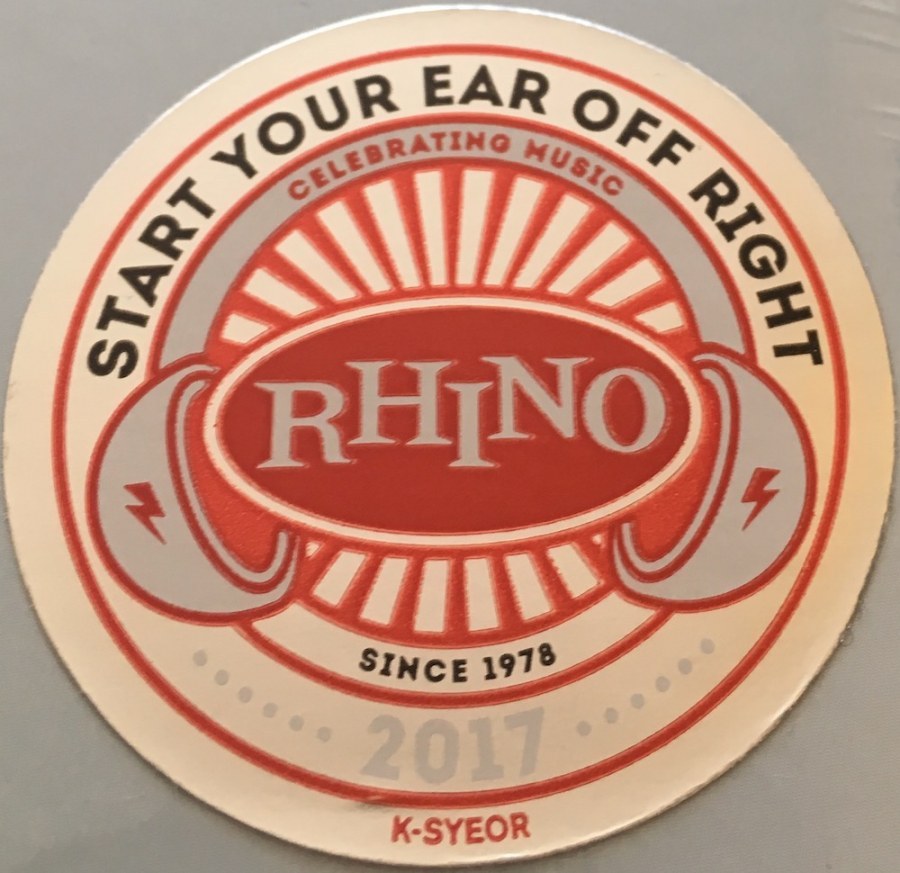 START YOUR EAR OFF RIGHT
CELEBRATING MUSIC
RHINO
SINCE 1978
2017
K-SYEOR